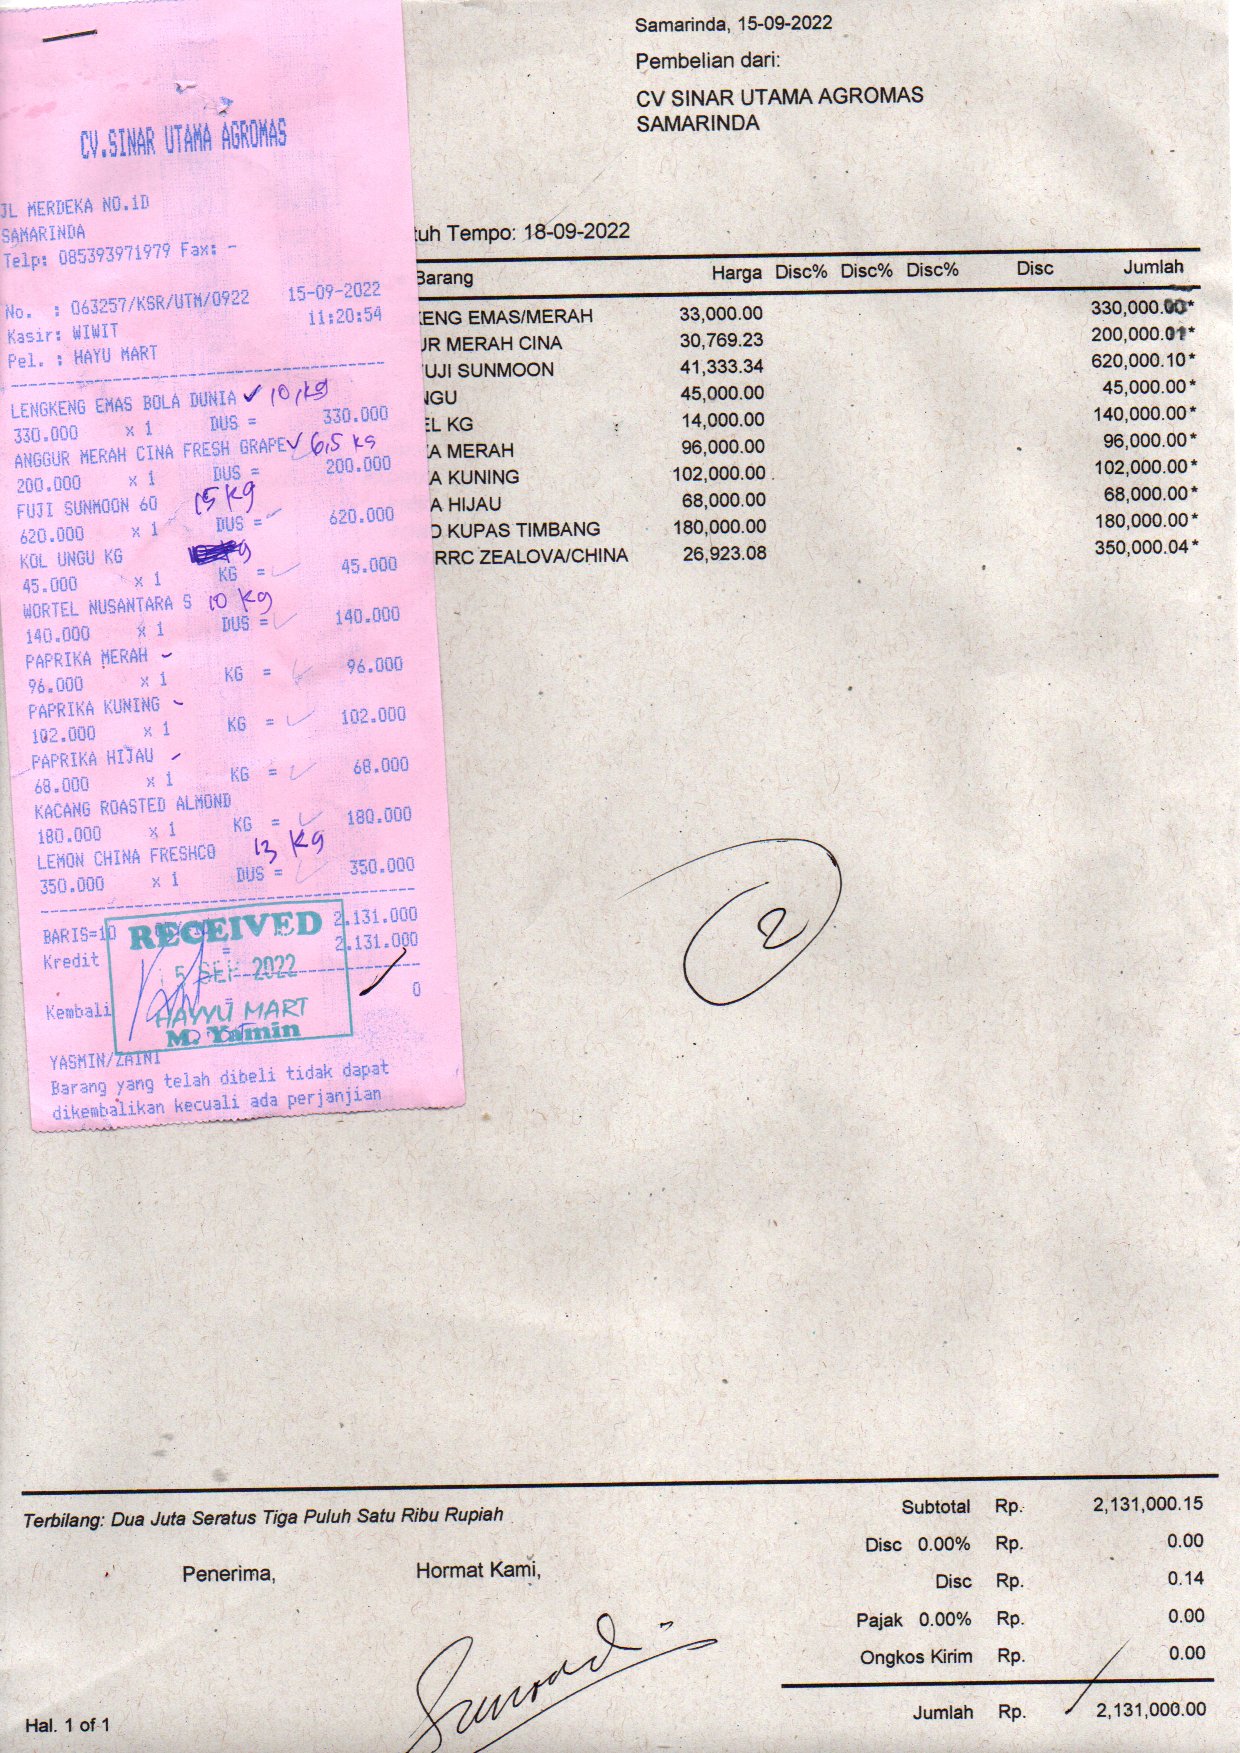 CV.SINAR UTAMA AGROMAS
JL MERDEKA NO.1D
SAMARINDA
Telp: 085393971979 Fax: -
No. : 063257/KSR/UTM/0922 15-09-2022
Kasir: WIWIT 11:20:54
Pel. : HAYU MART
LENGKENG EMAS BOLA DUNIA ✓ 10 kg
330.000 x 1 DUS = 330.000
ANGGUR MERAH CINA FRESH GRAPE ✓ 6,5 kg
200.000 x 1 DUS = 200.000
FUJI SUNMOON 60 15 kg
620.000 x 1 DUS = 620.000
KOL UNGU KG
45.000 x 1 KG = 45.000
WORTEL NUSANTARA S 10 kg
140.000 x 1 DUS = 140.000
PAPRIKA MERAH
96.000 x 1 KG = 96.000
PAPRIKA KUNING
102.000 x 1 KG = 102.000
PAPRIKA HIJAU
68.000 x 1 KG = 68.000
KACANG ROASTED ALMOND
180.000 x 1 KG = 180.000
LEMON CHINA FRESHCO 13 kg
350.000 x 1 DUS = 350.000
BARIS=10 2.131.000
Kredit = 2.131.000
Kembali 0
RECEIVED
5 SEP 2022
HAYYU MART
M. Yamin
YASMIN/ZAINI
Barang yang telah dibeli tidak dapat
dikembalikan kecuali ada perjanjian
Samarinda, 15-09-2022
Pembelian dari:
CV SINAR UTAMA AGROMAS
SAMARINDA
tuh Tempo: 18-09-2022
Barang Harga Disc% Disc% Disc% Disc Jumlah
KENG EMAS/MERAH 33,000.00 330,000.00*
UR MERAH CINA 30,769.23 200,000.01*
FUJI SUNMOON 41,333.34 620,000.10*
NGU 45,000.00 45,000.00*
EL KG 14,000.00 140,000.00*
KA MERAH 96,000.00 96,000.00*
A KUNING 102,000.00 102,000.00*
A HIJAU 68,000.00 68,000.00*
D KUPAS TIMBANG 180,000.00 180,000.00*
RRC ZEALOVA/CHINA 26,923.08 350,000.04*
2
Terbilang: Dua Juta Seratus Tiga Puluh Satu Ribu Rupiah
Penerima, Hormat Kami,
Subtotal Rp. 2,131,000.15
Disc 0.00% Rp. 0.00
Disc Rp. 0.14
Pajak 0.00% Rp. 0.00
Ongkos Kirim Rp. 0.00
Jumlah Rp. 2,131,000.00
Hal. 1 of 1